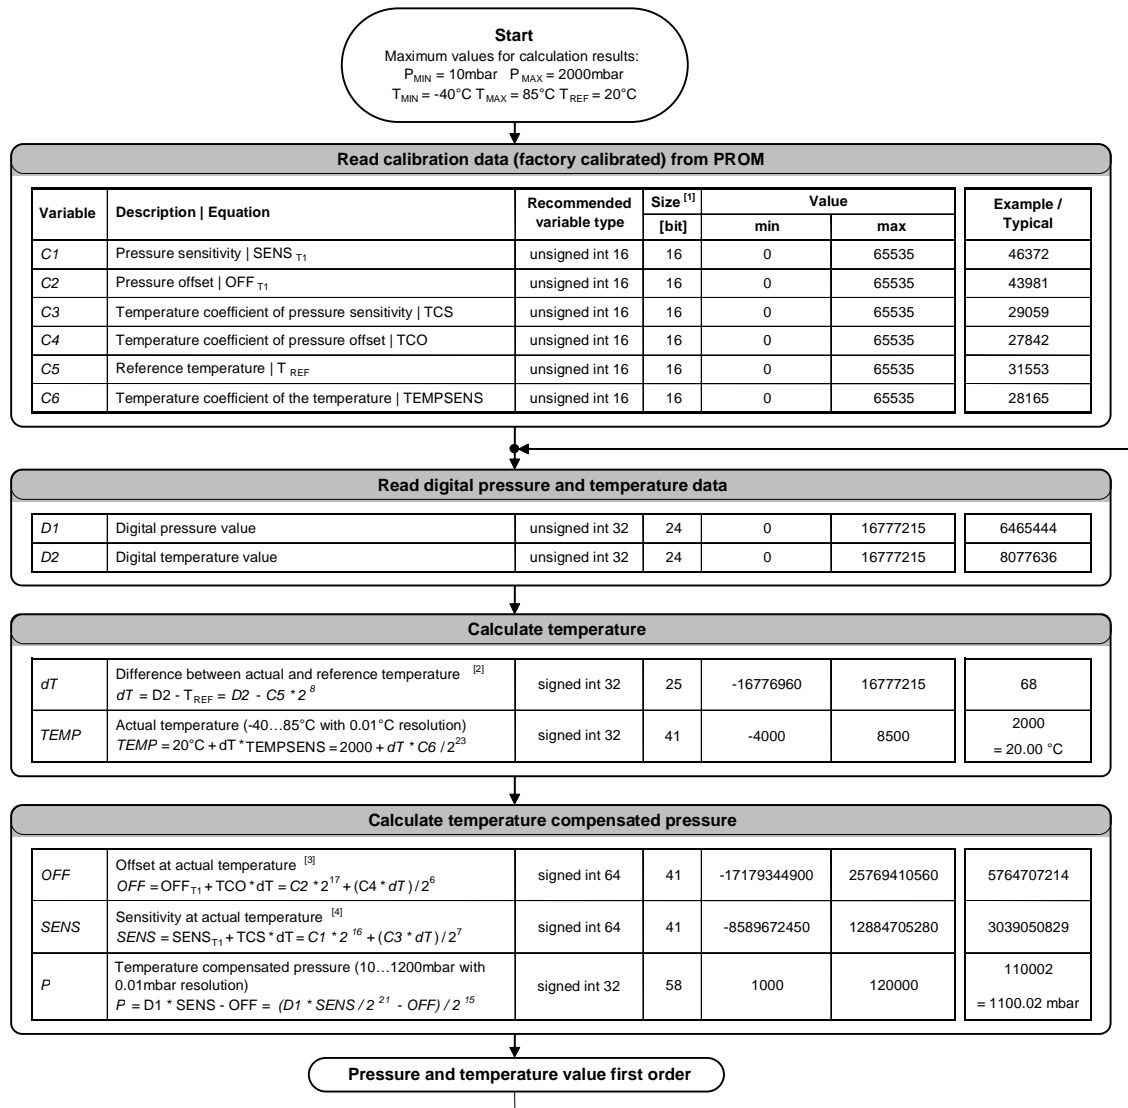 Start
Maximum values for calculation results:
PMIN = 10mbar PMAX = 2000mbar
TMIN = -40°C TMAX = 85°C TREF = 20°C
Read calibration data (factory calibrated) from PROM
Variable Description | Equation Recommended variable type Size [1] [bit] Value min max Example / Typical
C1 Pressure sensitivity | SENS T1 unsigned int 16 16 0 65535 46372
C2 Pressure offset | OFF T1 unsigned int 16 16 0 65535 43981
C3 Temperature coefficient of pressure sensitivity | TCS unsigned int 16 16 0 65535 29059
C4 Temperature coefficient of pressure offset | TCO unsigned int 16 16 0 65535 27842
C5 Reference temperature | T REF unsigned int 16 16 0 65535 31553
C6 Temperature coefficient of the temperature | TEMPSENS unsigned int 16 16 0 65535 28165
Read digital pressure and temperature data
D1 Digital pressure value unsigned int 32 24 0 16777215 6465444
D2 Digital temperature value unsigned int 32 24 0 16777215 8077636
Calculate temperature
dT Difference between actual and reference temperature [2]
dT = D2 - TREF = D2 - C5 * 2^8 signed int 32 25 -16776960 16777215 68
TEMP Actual temperature (-40…85°C with 0.01°C resolution)
TEMP = 20°C + dT * TEMPSENS = 2000 + dT * C6 / 2^23 signed int 32 41 -4000 8500 2000
= 20.00 °C
Calculate temperature compensated pressure
OFF Offset at actual temperature [3]
OFF = OFFT1 + TCO * dT = C2 * 2^17 + (C4 * dT) / 2^6 signed int 64 41 -17179344900 25769410560 5764707214
SENS Sensitivity at actual temperature [4]
SENS = SENST1 + TCS * dT = C1 * 2^16 + (C3 * dT) / 2^7 signed int 64 41 -8589672450 12884705280 3039050829
P Temperature compensated pressure (10…1200mbar with
0.01mbar resolution)
P = D1 * SENS - OFF = (D1 * SENS / 2^21 - OFF) / 2^15 signed int 32 58 1000 120000 110002
= 1100.02 mbar
Pressure and temperature value first order